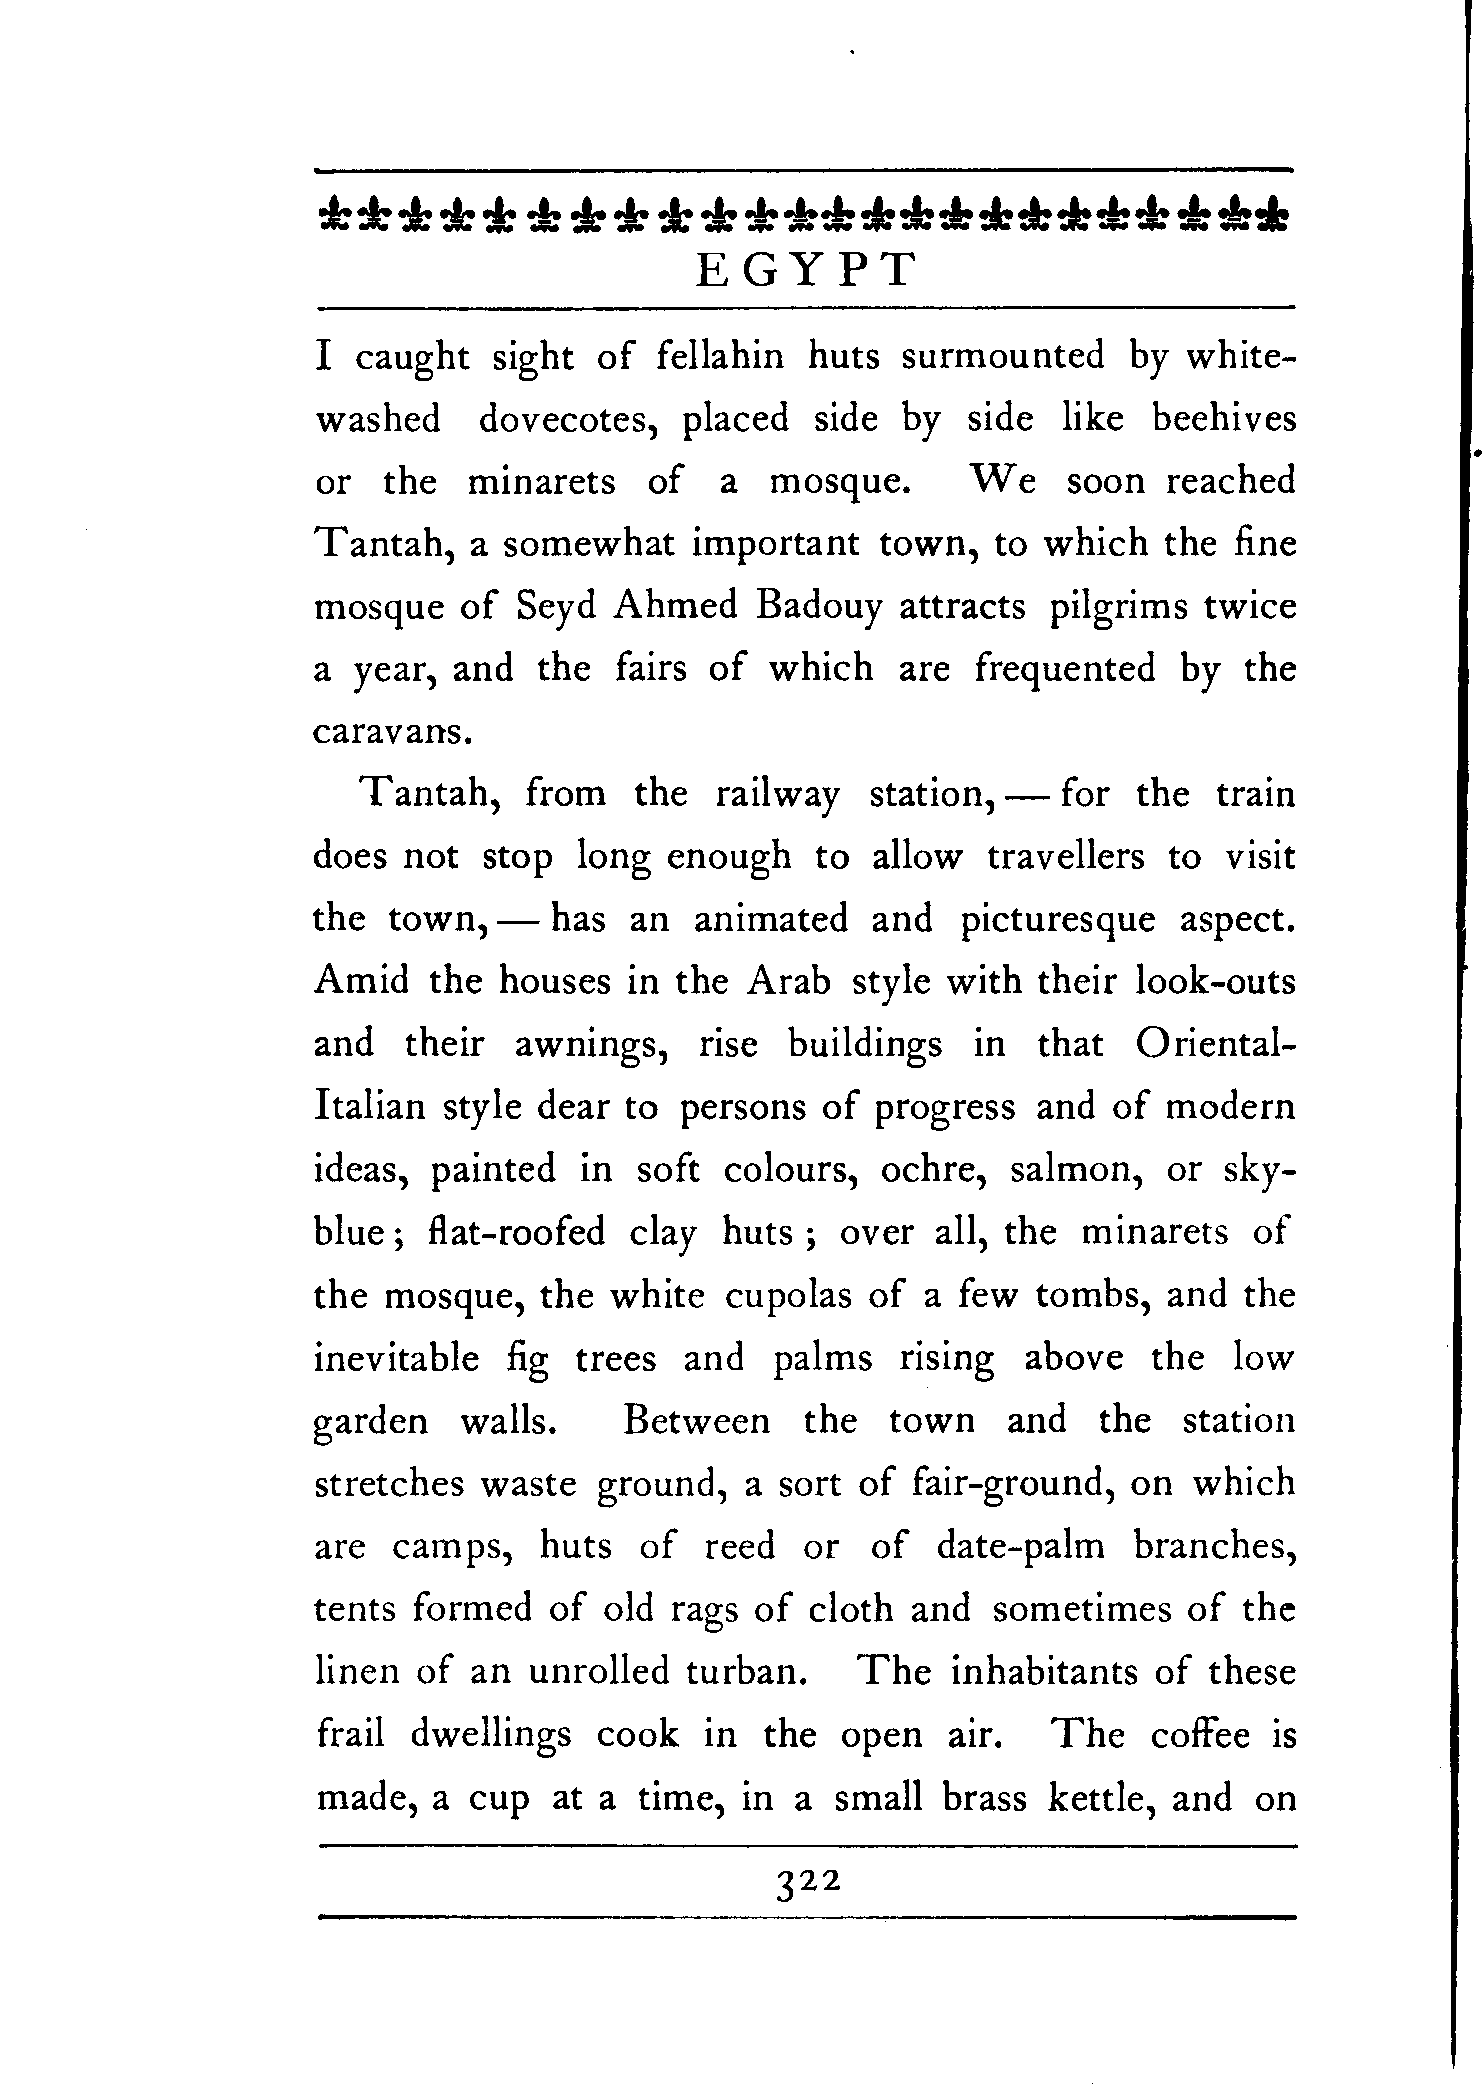 EGYPT
I caught sight of fellahin huts surmounted by white-
washed dovecotes, placed side by side like beehives
or the minarets of a mosque. We soon reached
Tantah, a somewhat important town, to which the fine
mosque of Seyd Ahmed Badouy attracts pilgrims twice
a year, and the fairs of which are frequented by the
caravans.
Tantah, from the railway station, — for the train
does not stop long enough to allow travellers to visit
the town, — has an animated and picturesque aspect.
Amid the houses in the Arab style with their look-outs
and their awnings, rise buildings in that Oriental-
Italian style dear to persons of progress and of modern
ideas, painted in soft colours, ochre, salmon, or sky-
blue; flat-roofed clay huts; over all, the minarets of
the mosque, the white cupolas of a few tombs, and the
inevitable fig trees and palms rising above the low
garden walls. Between the town and the station
stretches waste ground, a sort of fair-ground, on which
are camps, huts of reed or of date-palm branches,
tents formed of old rags of cloth and sometimes of the
linen of an unrolled turban. The inhabitants of these
frail dwellings cook in the open air. The coffee is
made, a cup at a time, in a small brass kettle, and on
322